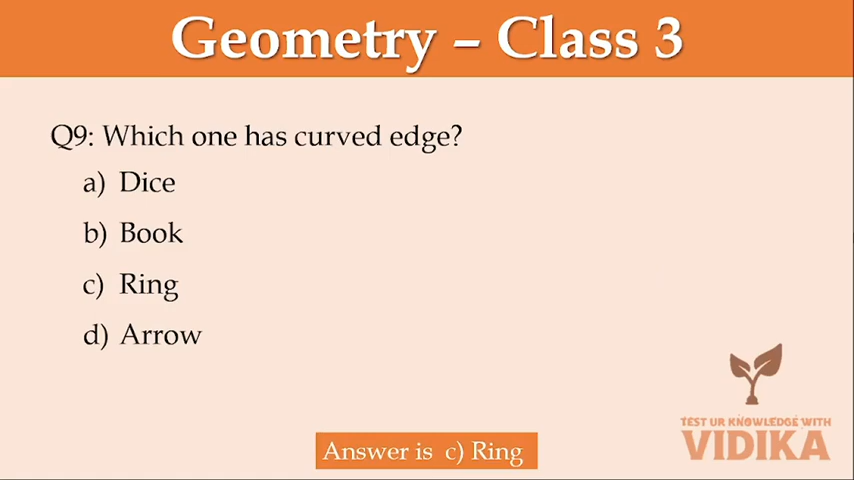 Geometry – Class 3
Q9: Which one has curved edge?
a) Dice
b) Book
c) Ring
d) Arrow
TEST UR KNOWLEDGE WITH
VIDIKA
Answer is c) Ring